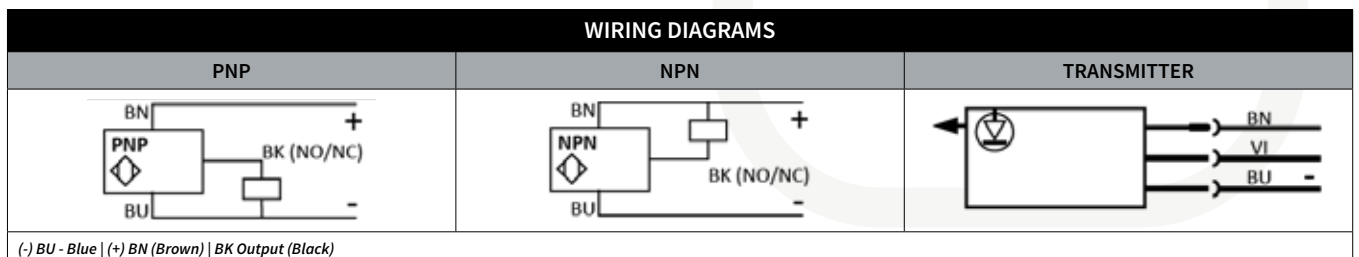 WIRING DIAGRAMS
PNP
NPN
TRANSMITTER
BN
+
PNP
BK (NO/NC)
BU
-
BN
+
NPN
BK (NO/NC)
BU
-
BN
VI
BU -
(-) BU - Blue | (+) BN (Brown) | BK Output (Black)